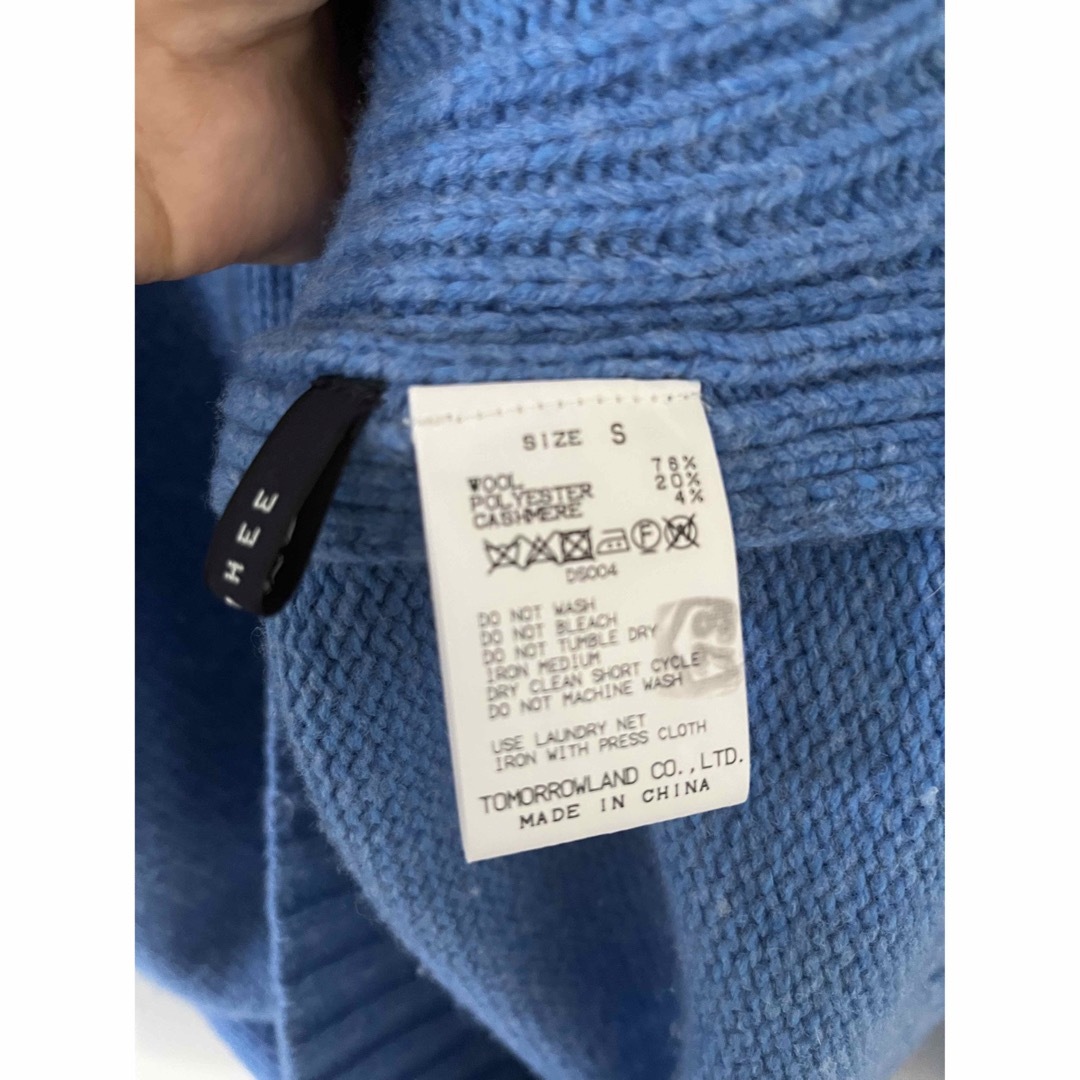 SIZE S
WOOL 76%
POLYESTER 20%
CASHMERE 4%
F W
DS004
DO NOT WASH
DO NOT BLEACH
DO NOT TUMBLE DRY
IRON MEDIUM
DRY CLEAN SHORT CYCLE
DO NOT MACHINE WASH
USE LAUNDRY NET
IRON WITH PRESS CLOTH
TOMORROWLAND CO.,LTD.
MADE IN CHINA
HEE